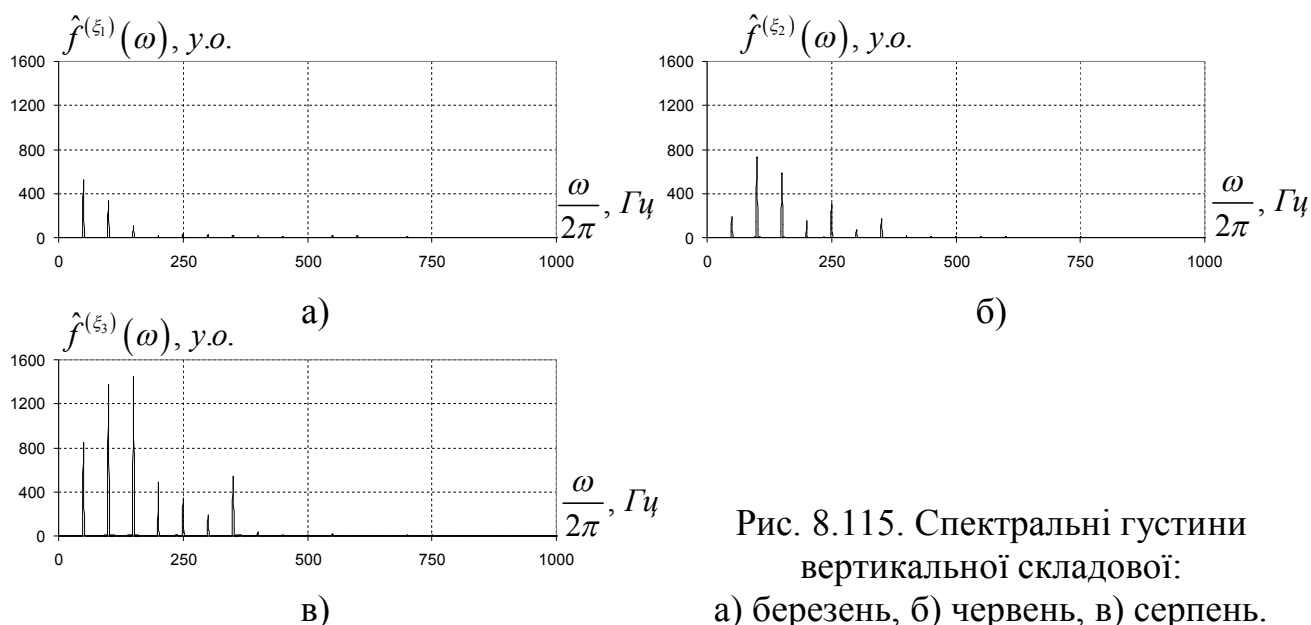 f̂^(ξ₁)(ω), у.о.
1600
1200
800
400
0
0 250 500 750 1000
ω/2π, Гц
а)
f̂^(ξ₂)(ω), у.о.
1600
1200
800
400
0
0 250 500 750 1000
ω/2π, Гц
б)
f̂^(ξ₃)(ω), у.о.
1600
1200
800
400
0
0 250 500 750 1000
ω/2π, Гц
в)
Рис. 8.115. Спектральні густини
вертикальної складової:
а) березень, б) червень, в) серпень.